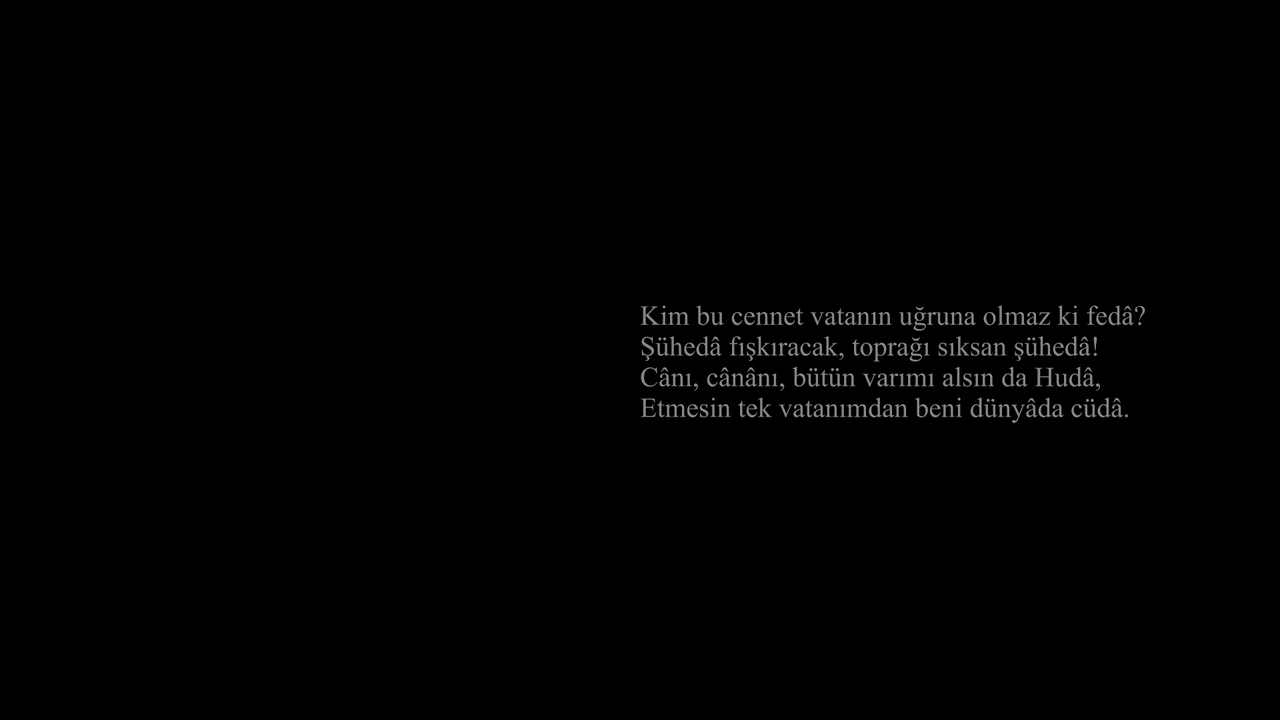 Kim bu cennet vatanın uğruna olmaz ki fedâ?
Şühedâ fışkıracak, toprağı sıksan şühedâ!
Cânı, cânânı, bütün varımı alsın da Hudâ,
Etmesin tek vatanımdan beni dünyâda cüdâ.